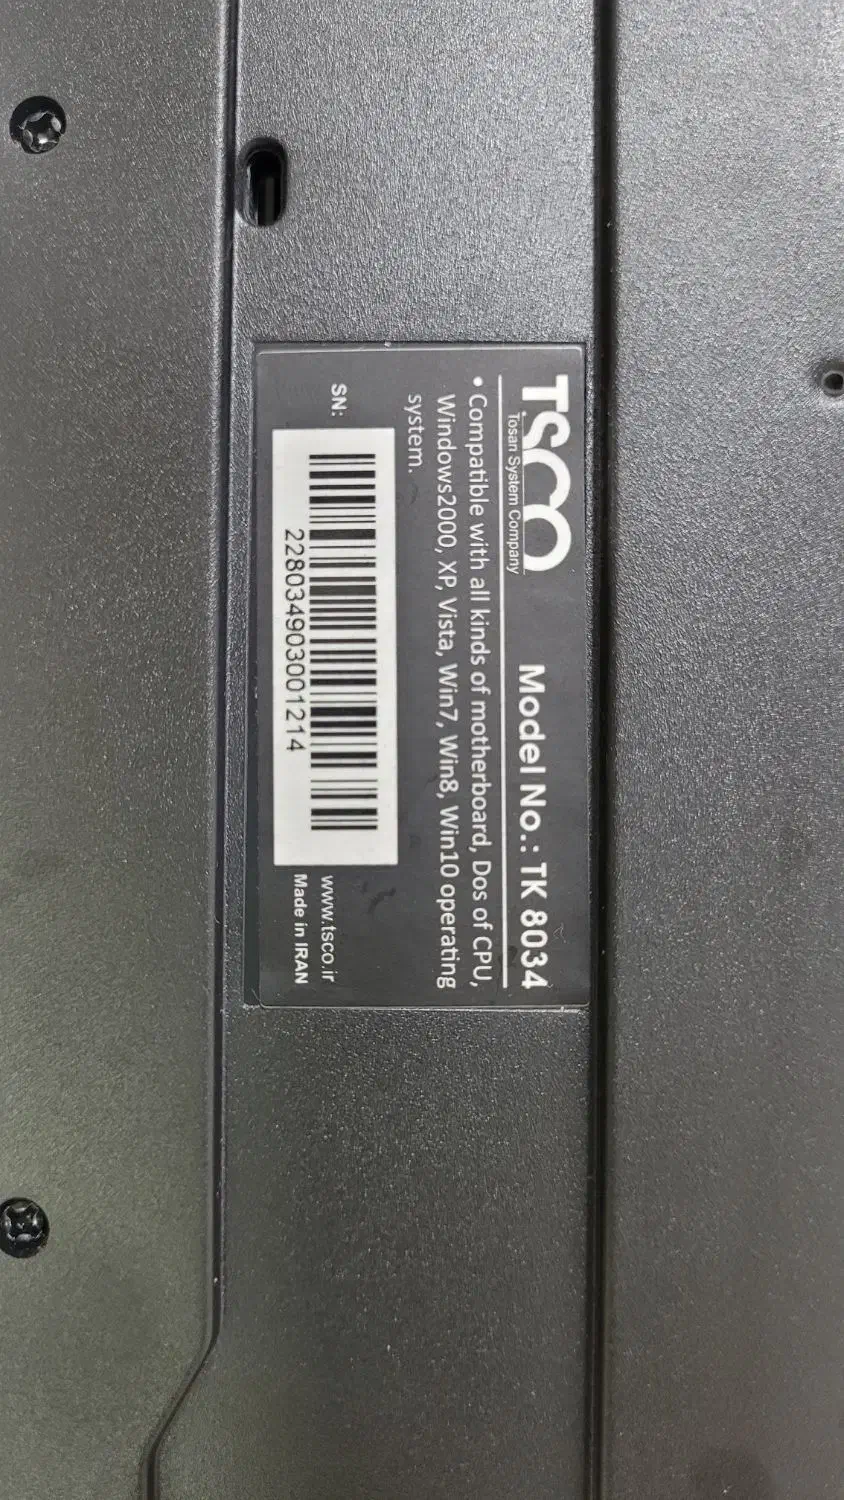 TSCO
Tosan System Company
Model No.: TK 8034
• Compatible with all kinds of motherboard, Dos of CPU,
Windows2000, XP, Vista, Win7, Win8, Win10 operating
system.
SN:
228034903001214
www.tsco.ir
Made in IRAN